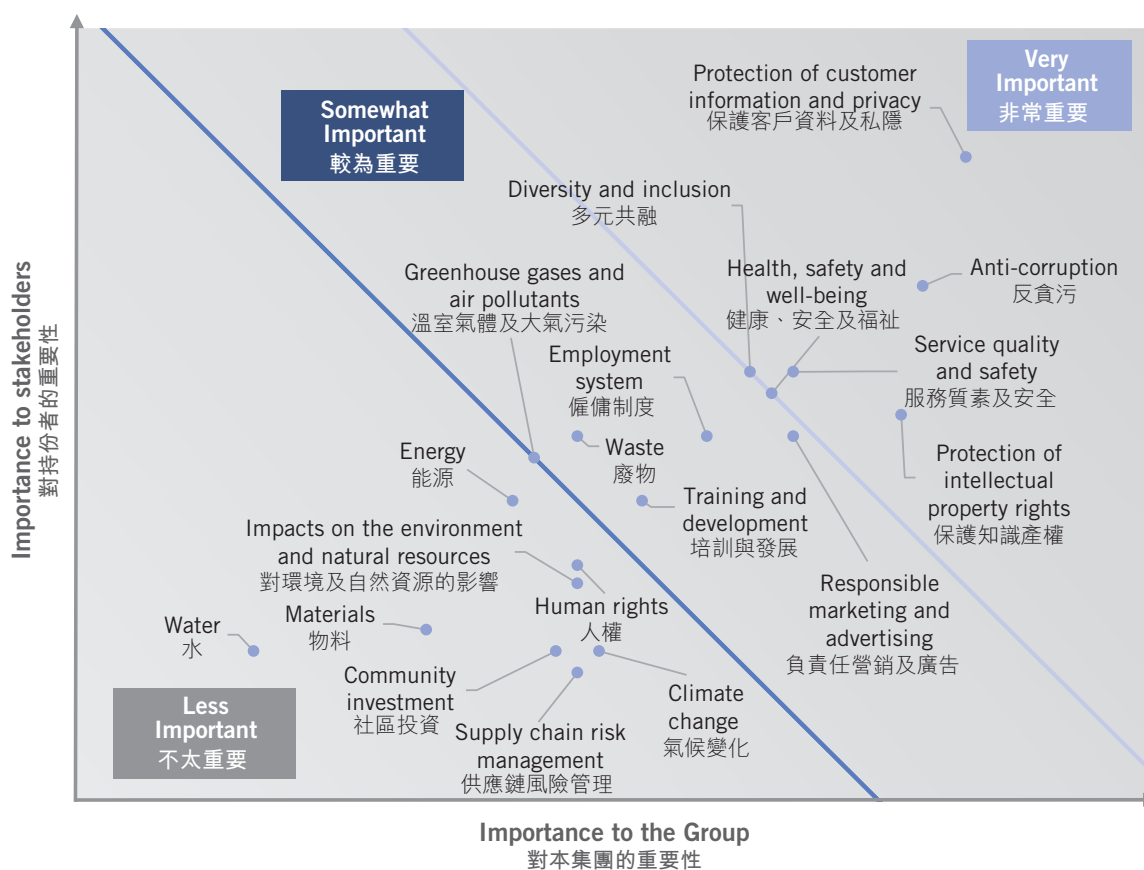 Protection of customer
information and privacy
保護客戶資料及私隱
Very
Important
非常重要
Somewhat
Important
較為重要
Diversity and inclusion
多元共融
Greenhouse gases and
air pollutants
溫室氣體及大氣污染
Health, safety and
well-being
健康、安全及福祉
Anti-corruption
反貪污
Employment
system
僱傭制度
Service quality
and safety
服務質素及安全
Energy
能源
Waste
廢物
Protection of
intellectual
property rights
保護知識產權
Training and
development
培訓與發展
Impacts on the environment
and natural resources
對環境及自然資源的影響
Human rights
人權
Responsible
marketing and
advertising
負責任營銷及廣告
Water
水
Materials
物料
Community
investment
社區投資
Climate
change
氣候變化
Supply chain risk
management
供應鏈風險管理
Less
Important
不太重要
Importance to stakeholders
對持份者的重要性
Importance to the Group
對本集團的重要性